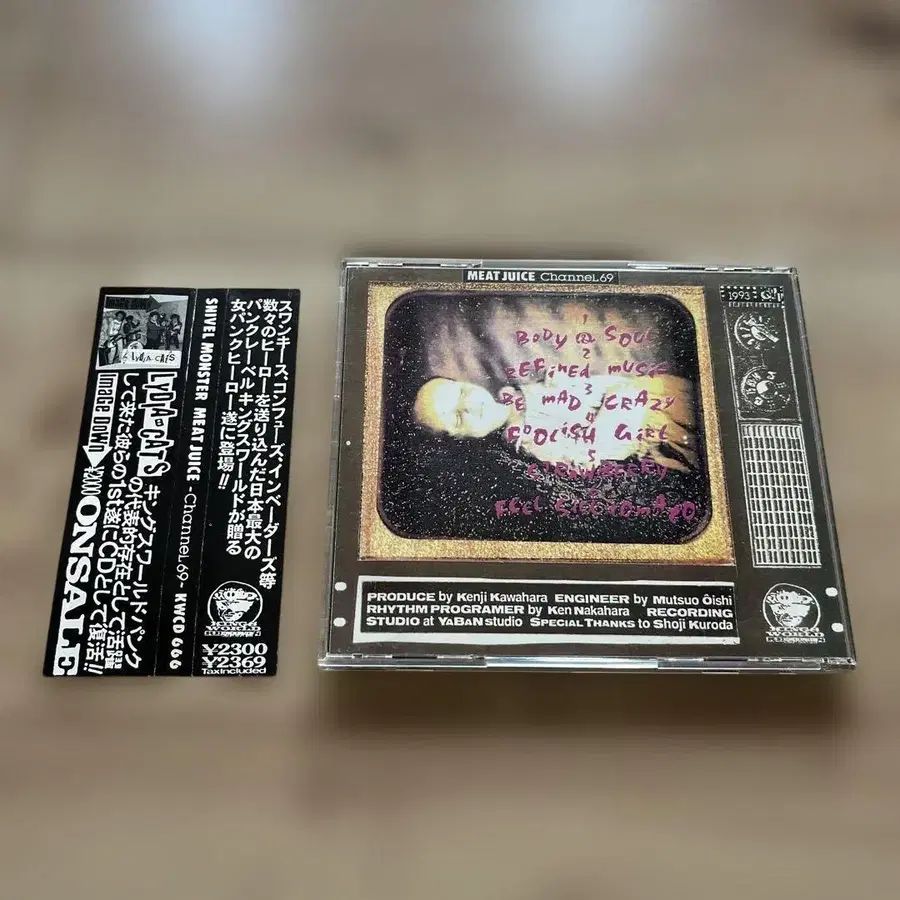 スワンキース、コンフューズ、インベーダーズ等
数々のヒーローを送り込んだ日本最大の
パンクレーベルキングスワールドが贈る
女パンクヒーロー遂に登場!!
SHIVEL MONSTER MEAT JUICE ~Channel.69~ KWCD 666
KINGS WORLD
¥2300
¥2369
Tax included
LYDIA CATS
LYDIA-CATS キングスワールドパンク
の代表的存在として活躍
して来た彼らの1st遂にCDとして復活!!
¥2000 ONSALE
MEAT JUICE Channel.69
1993
1
BODY @ SOUL
2
REFINED MUSIC
3
BE MAD CRAZY
4
FOOLISH GIRL
5
PRODUCE by Kenji Kawahara ENGINEER by Mutsuo Ôishi
RHYTHM PROGRAMER by Ken Nakahara RECORDING
STUDIO at YABAN studio SPECIAL THANKS to Shoji Kuroda
KINGS
WORLD